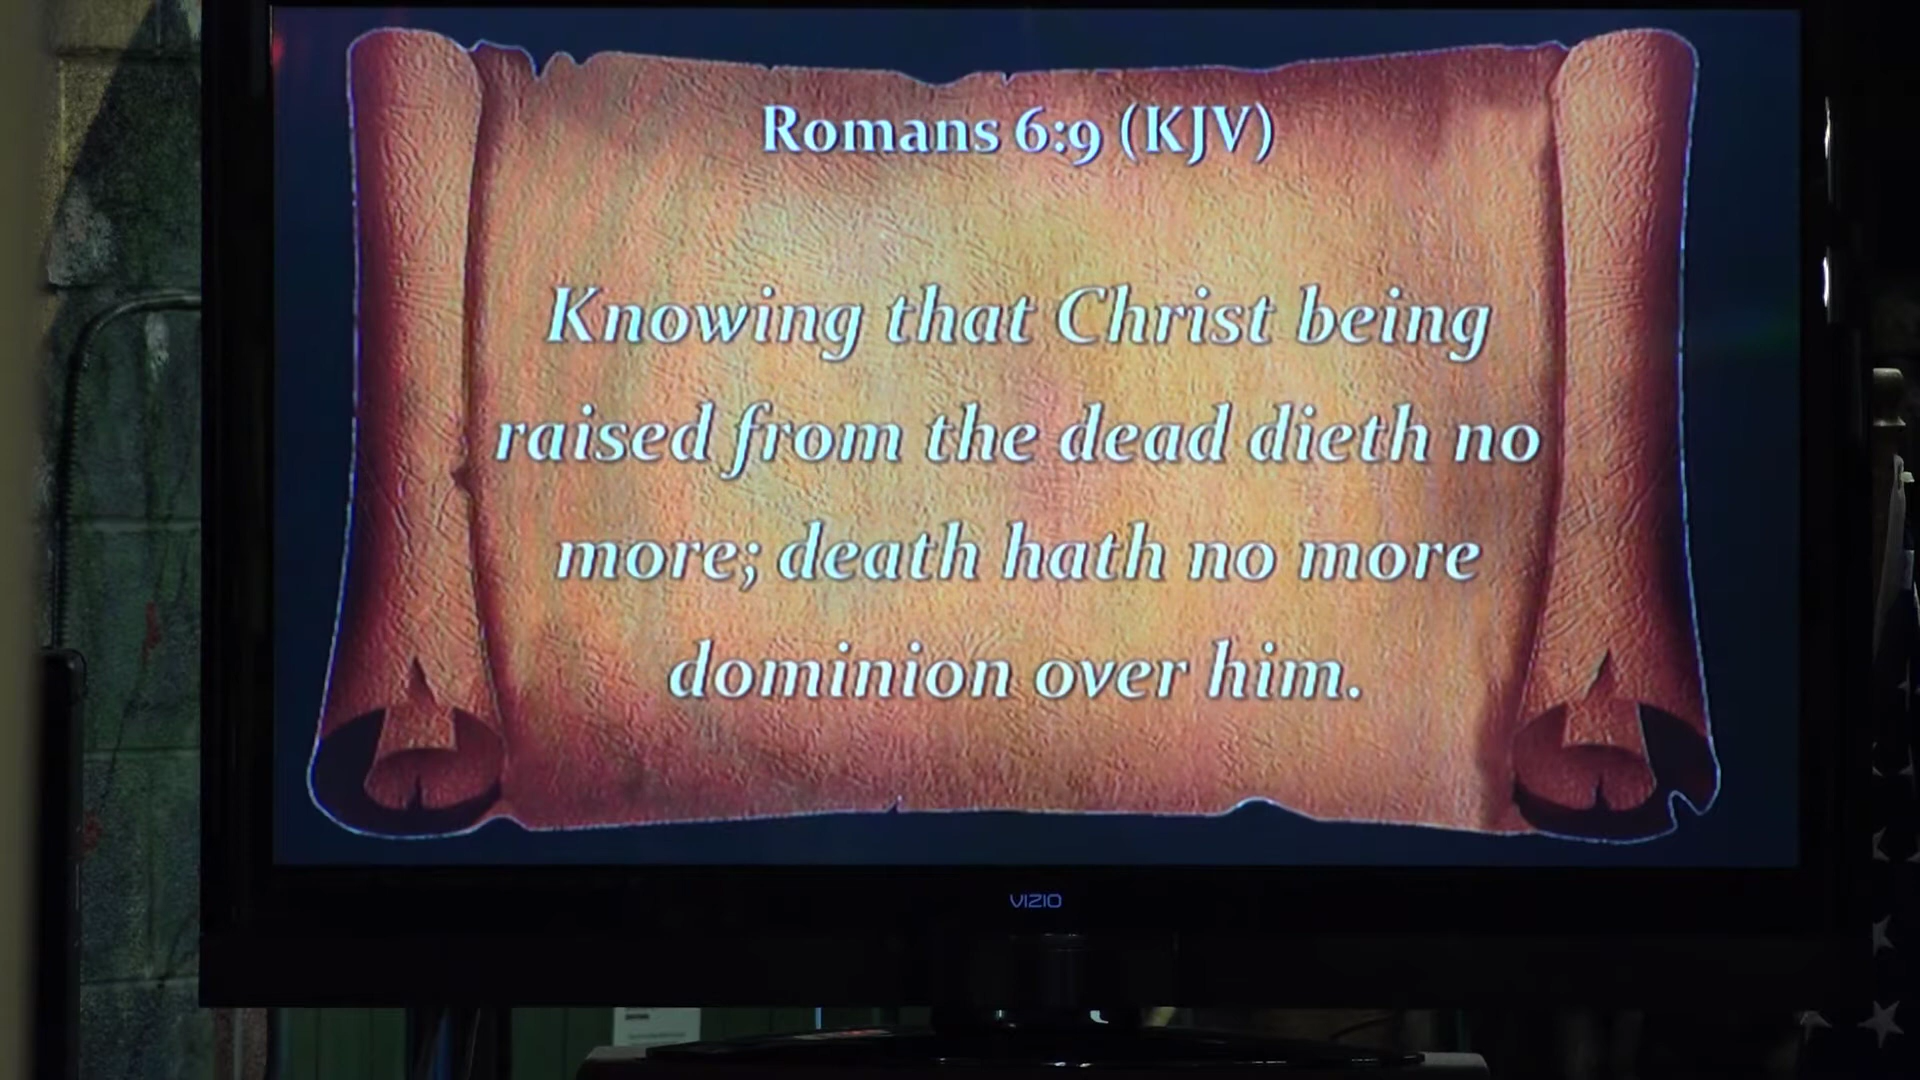 Romans 6:9 (KJV)
Knowing that Christ being
raised from the dead dieth no
more; death hath no more
dominion over him.
VIZIO